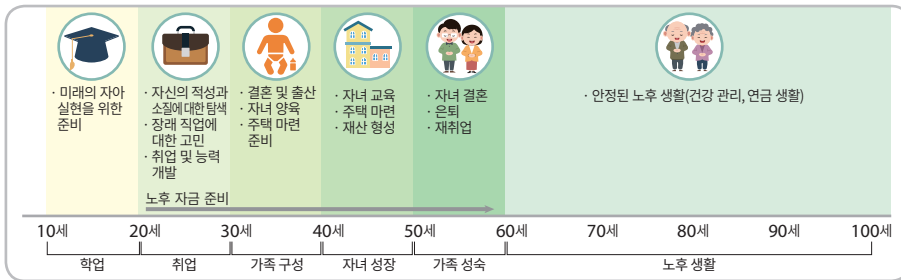 · 미래의 자아
실현을 위한
준비
· 자신의 적성과
소질에 대한 탐색
· 장래 직업에
대한 고민
· 취업 및 능력
개발
· 결혼 및 출산
· 자녀 양육
· 주택 마련
준비
· 자녀 교육
· 주택 마련
· 재산 형성
· 자녀 결혼
· 은퇴
· 재취업
· 안정된 노후 생활(건강 관리, 연금 생활)
노후 자금 준비
10세 20세 30세 40세 50세 60세 70세 80세 90세 100세
학업 취업 가족 구성 자녀 성장 가족 성숙 노후 생활